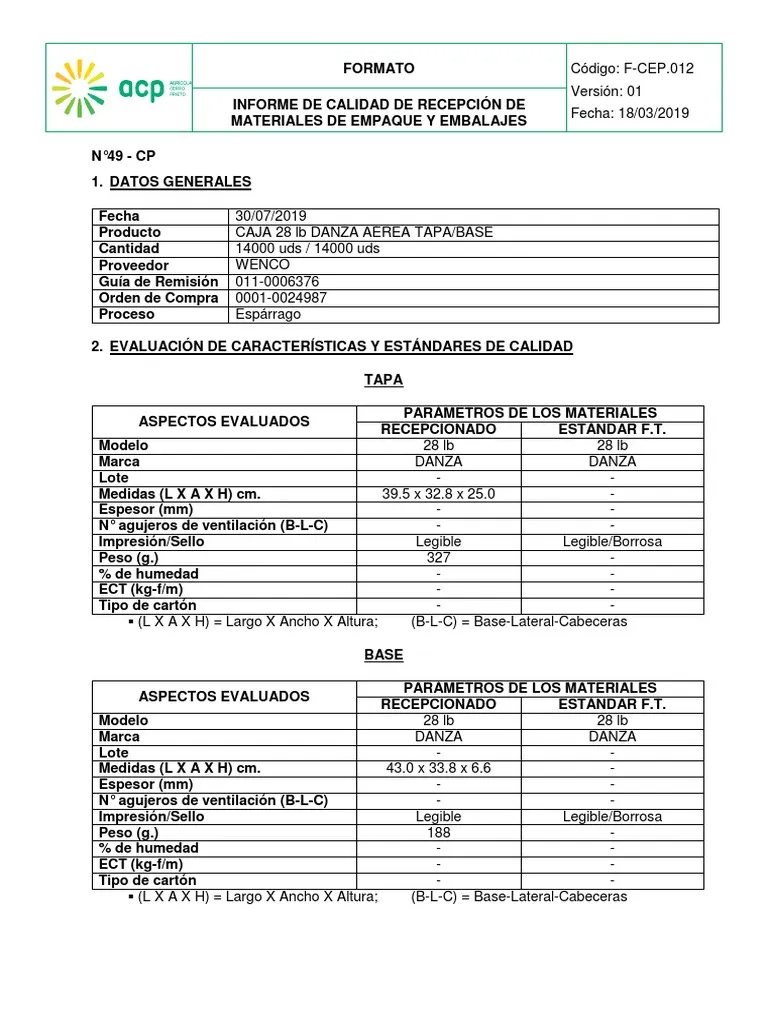 acp AGRICOLA
CERRO
PRIETO
FORMATO
INFORME DE CALIDAD DE RECEPCIÓN DE
MATERIALES DE EMPAQUE Y EMBALAJES
Código: F-CEP.012
Versión: 01
Fecha: 18/03/2019
N°49 - CP
1. DATOS GENERALES
Fecha 30/07/2019
Producto CAJA 28 lb DANZA AEREA TAPA/BASE
Cantidad 14000 uds / 14000 uds
Proveedor WENCO
Guía de Remisión 011-0006376
Orden de Compra 0001-0024987
Proceso Espárrago
2. EVALUACIÓN DE CARACTERÍSTICAS Y ESTÁNDARES DE CALIDAD
TAPA
ASPECTOS EVALUADOS PARAMETROS DE LOS MATERIALES
RECEPCIONADO ESTANDAR F.T.
Modelo 28 lb 28 lb
Marca DANZA DANZA
Lote - -
Medidas (L X A X H) cm. 39.5 x 32.8 x 25.0 -
Espesor (mm) - -
N° agujeros de ventilación (B-L-C) - -
Impresión/Sello Legible Legible/Borrosa
Peso (g.) 327 -
% de humedad - -
ECT (kg-f/m) - -
Tipo de cartón - -
▪ (L X A X H) = Largo X Ancho X Altura; (B-L-C) = Base-Lateral-Cabeceras
BASE
ASPECTOS EVALUADOS PARAMETROS DE LOS MATERIALES
RECEPCIONADO ESTANDAR F.T.
Modelo 28 lb 28 lb
Marca DANZA DANZA
Lote - -
Medidas (L X A X H) cm. 43.0 x 33.8 x 6.6 -
Espesor (mm) - -
N° agujeros de ventilación (B-L-C) - -
Impresión/Sello Legible Legible/Borrosa
Peso (g.) 188 -
% de humedad - -
ECT (kg-f/m) - -
Tipo de cartón - -
▪ (L X A X H) = Largo X Ancho X Altura; (B-L-C) = Base-Lateral-Cabeceras